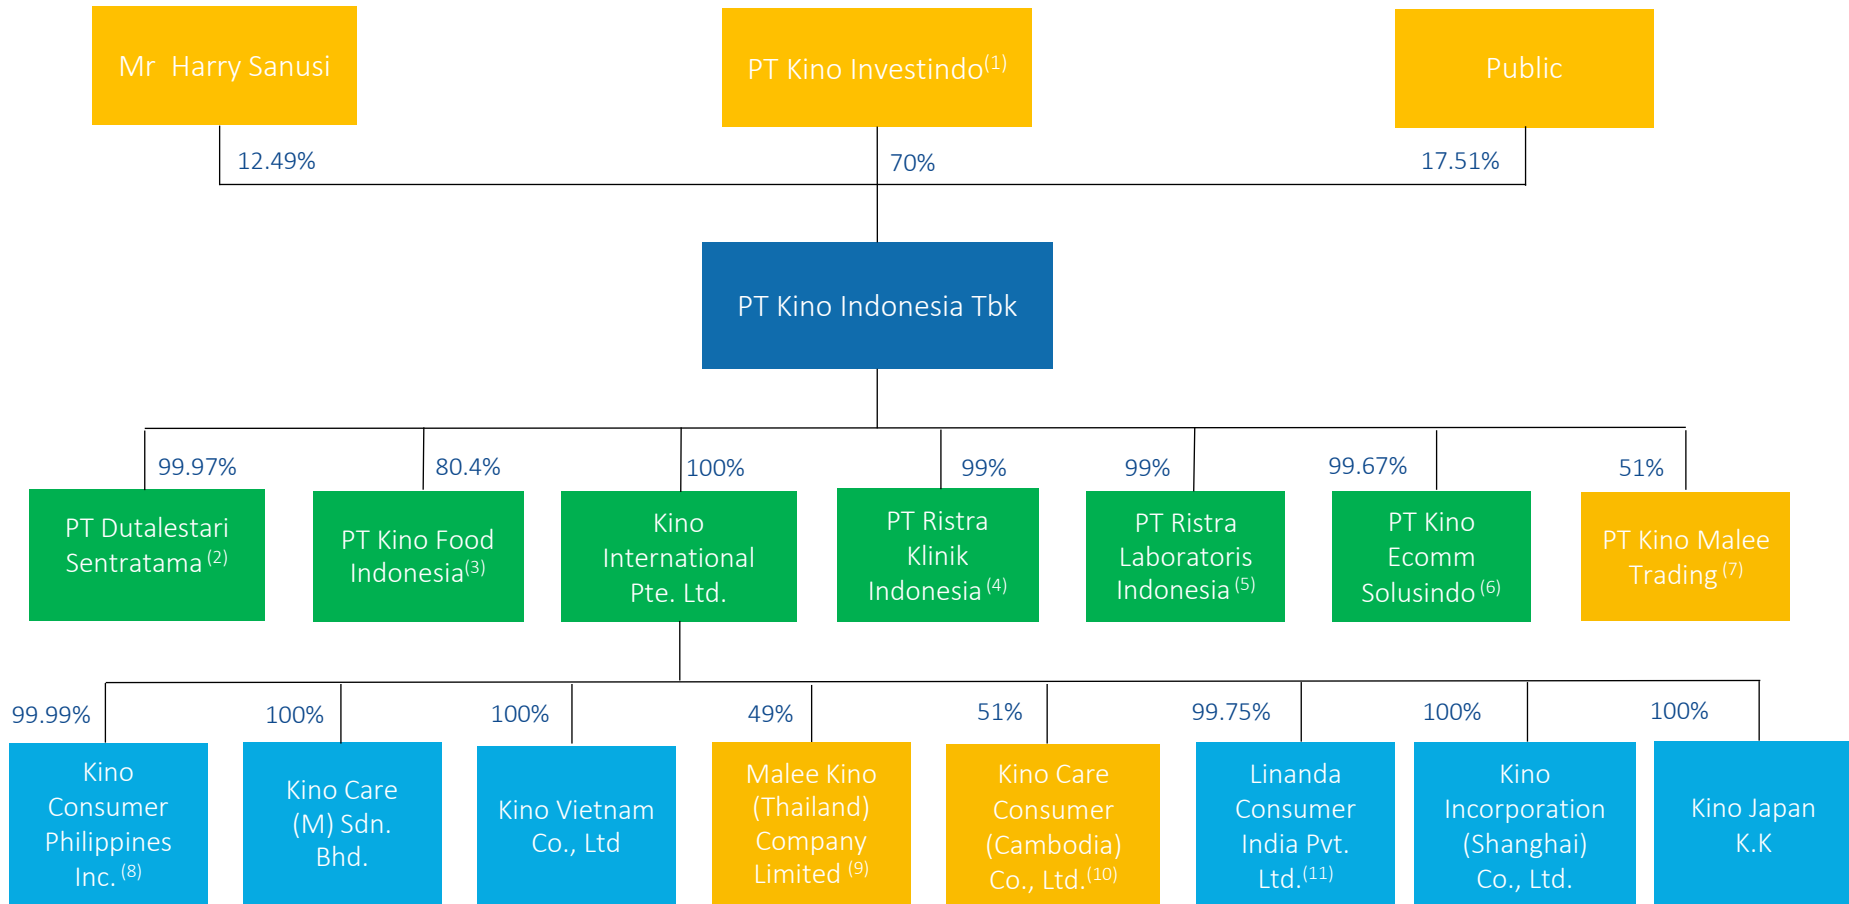 Mr Harry Sanusi
PT Kino Investindo(1)
Public
12.49%
70%
17.51%
PT Kino Indonesia Tbk
99.97%
80.4%
100%
99%
99%
99.67%
51%
PT Dutalestari
Sentratama (2)
PT Kino Food
Indonesia(3)
Kino
International
Pte. Ltd.
PT Ristra
Klinik
Indonesia (4)
PT Ristra
Laboratoris
Indonesia (5)
PT Kino
Ecomm
Solusindo (6)
PT Kino Malee
Trading (7)
99.99%
100%
100%
49%
51%
99.75%
100%
100%
Kino
Consumer
Philippines
Inc. (8)
Kino Care
(M) Sdn.
Bhd.
Kino Vietnam
Co., Ltd
Malee Kino
(Thailand)
Company
Limited (9)
Kino Care
Consumer
(Cambodia)
Co., Ltd.(10)
Linanda
Consumer
India Pvt.
Ltd.(11)
Kino
Incorporation
(Shanghai)
Co., Ltd.
Kino Japan
K.K